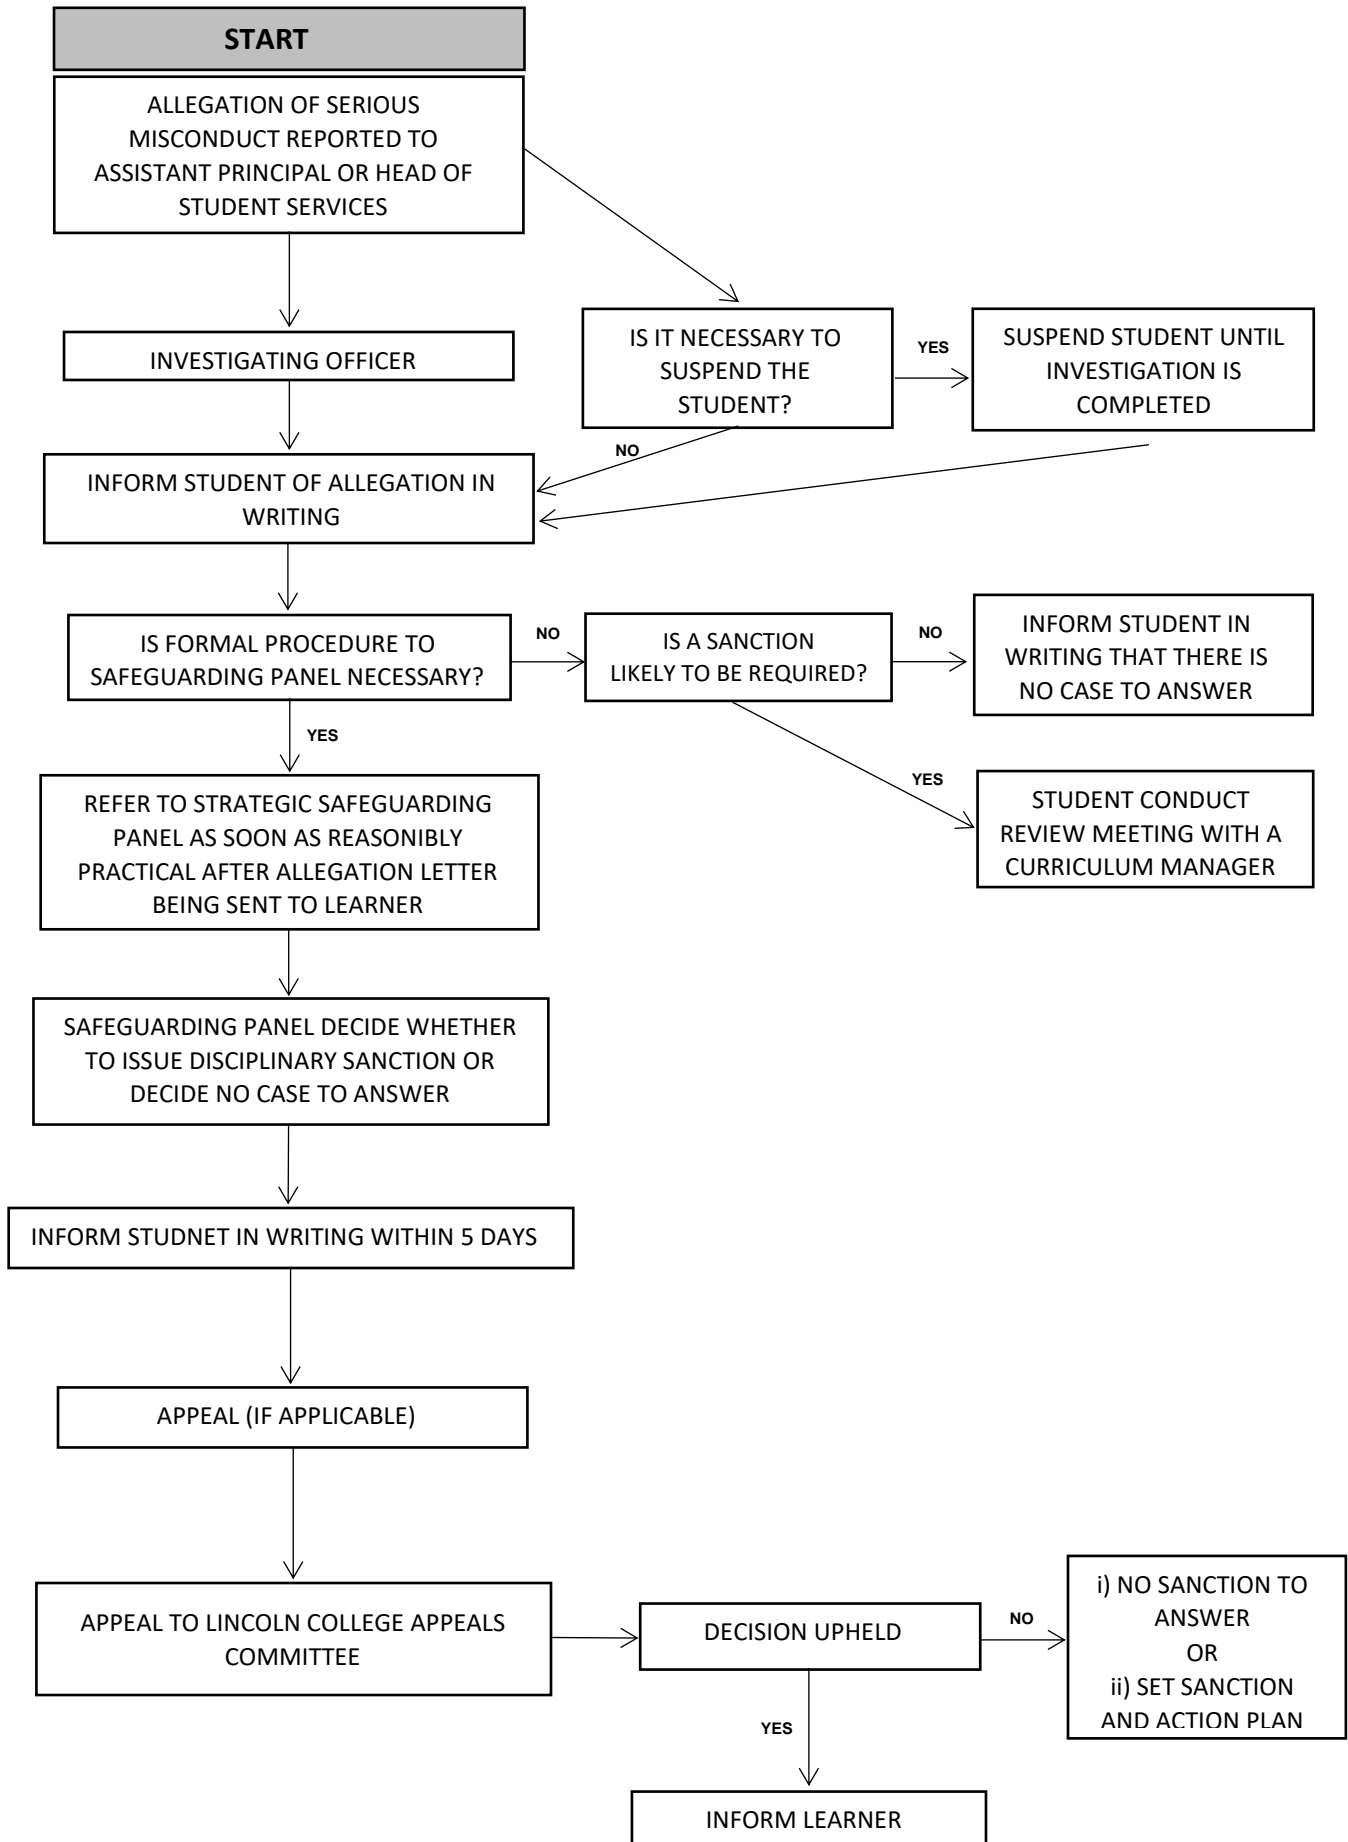 START
ALLEGATION OF SERIOUS
MISCONDUCT REPORTED TO
ASSISTANT PRINCIPAL OR HEAD OF
STUDENT SERVICES
INVESTIGATING OFFICER
IS IT NECESSARY TO
SUSPEND THE
STUDENT?
YES
SUSPEND STUDENT UNTIL
INVESTIGATION IS
COMPLETED
NO
INFORM STUDENT OF ALLEGATION IN
WRITING
IS FORMAL PROCEDURE TO
SAFEGUARDING PANEL NECESSARY?
NO
IS A SANCTION
LIKELY TO BE REQUIRED?
NO
INFORM STUDENT IN
WRITING THAT THERE IS
NO CASE TO ANSWER
YES
YES
STUDENT CONDUCT
REVIEW MEETING WITH A
CURRICULUM MANAGER
REFER TO STRATEGIC SAFEGUARDING
PANEL AS SOON AS REASONIBLY
PRACTICAL AFTER ALLEGATION LETTER
BEING SENT TO LEARNER
SAFEGUARDING PANEL DECIDE WHETHER
TO ISSUE DISCIPLINARY SANCTION OR
DECIDE NO CASE TO ANSWER
INFORM STUDNET IN WRITING WITHIN 5 DAYS
APPEAL (IF APPLICABLE)
APPEAL TO LINCOLN COLLEGE APPEALS
COMMITTEE
DECISION UPHELD
NO
i) NO SANCTION TO
ANSWER
OR
ii) SET SANCTION
AND ACTION PLAN
YES
INFORM LEARNER